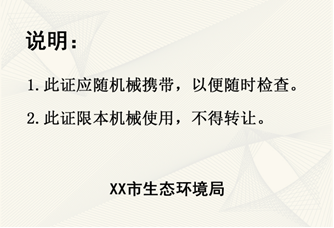 说明：
1.此证应随机械携带，以便随时检查。
2.此证限本机械使用，不得转让。
XX市生态环境局